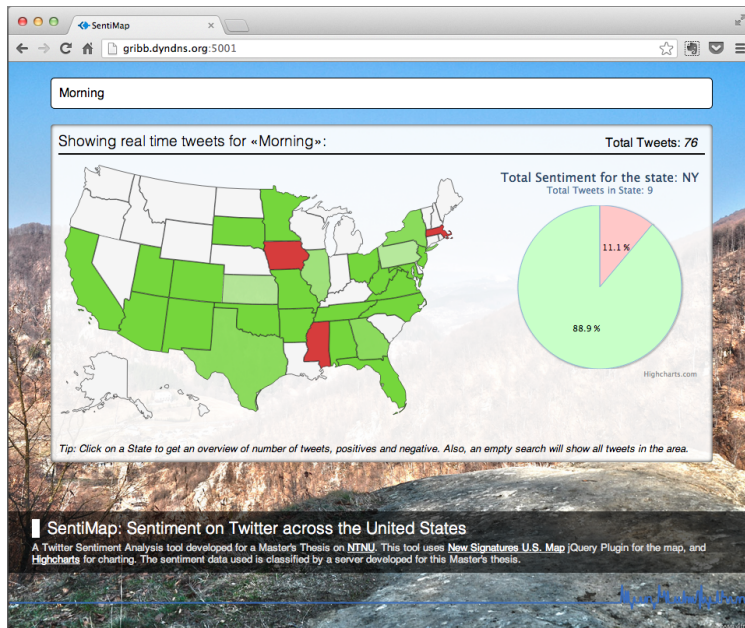 SentiMap
gribb.dyndns.org:5001
Morning
Showing real time tweets for «Morning»:
Total Tweets: 76
Total Sentiment for the state: NY
Total Tweets in State: 9
11.1 %
88.9 %
Highcharts.com
Tip: Click on a State to get an overview of number of tweets, positives and negative. Also, an empty search will show all tweets in the area.
SentiMap: Sentiment on Twitter across the United States
A Twitter Sentiment Analysis tool developed for a Master's Thesis on NTNU. This tool uses New Signatures U.S. Map jQuery Plugin for the map, and
Highcharts for charting. The sentiment data used is classified by a server developed for this Master's thesis.